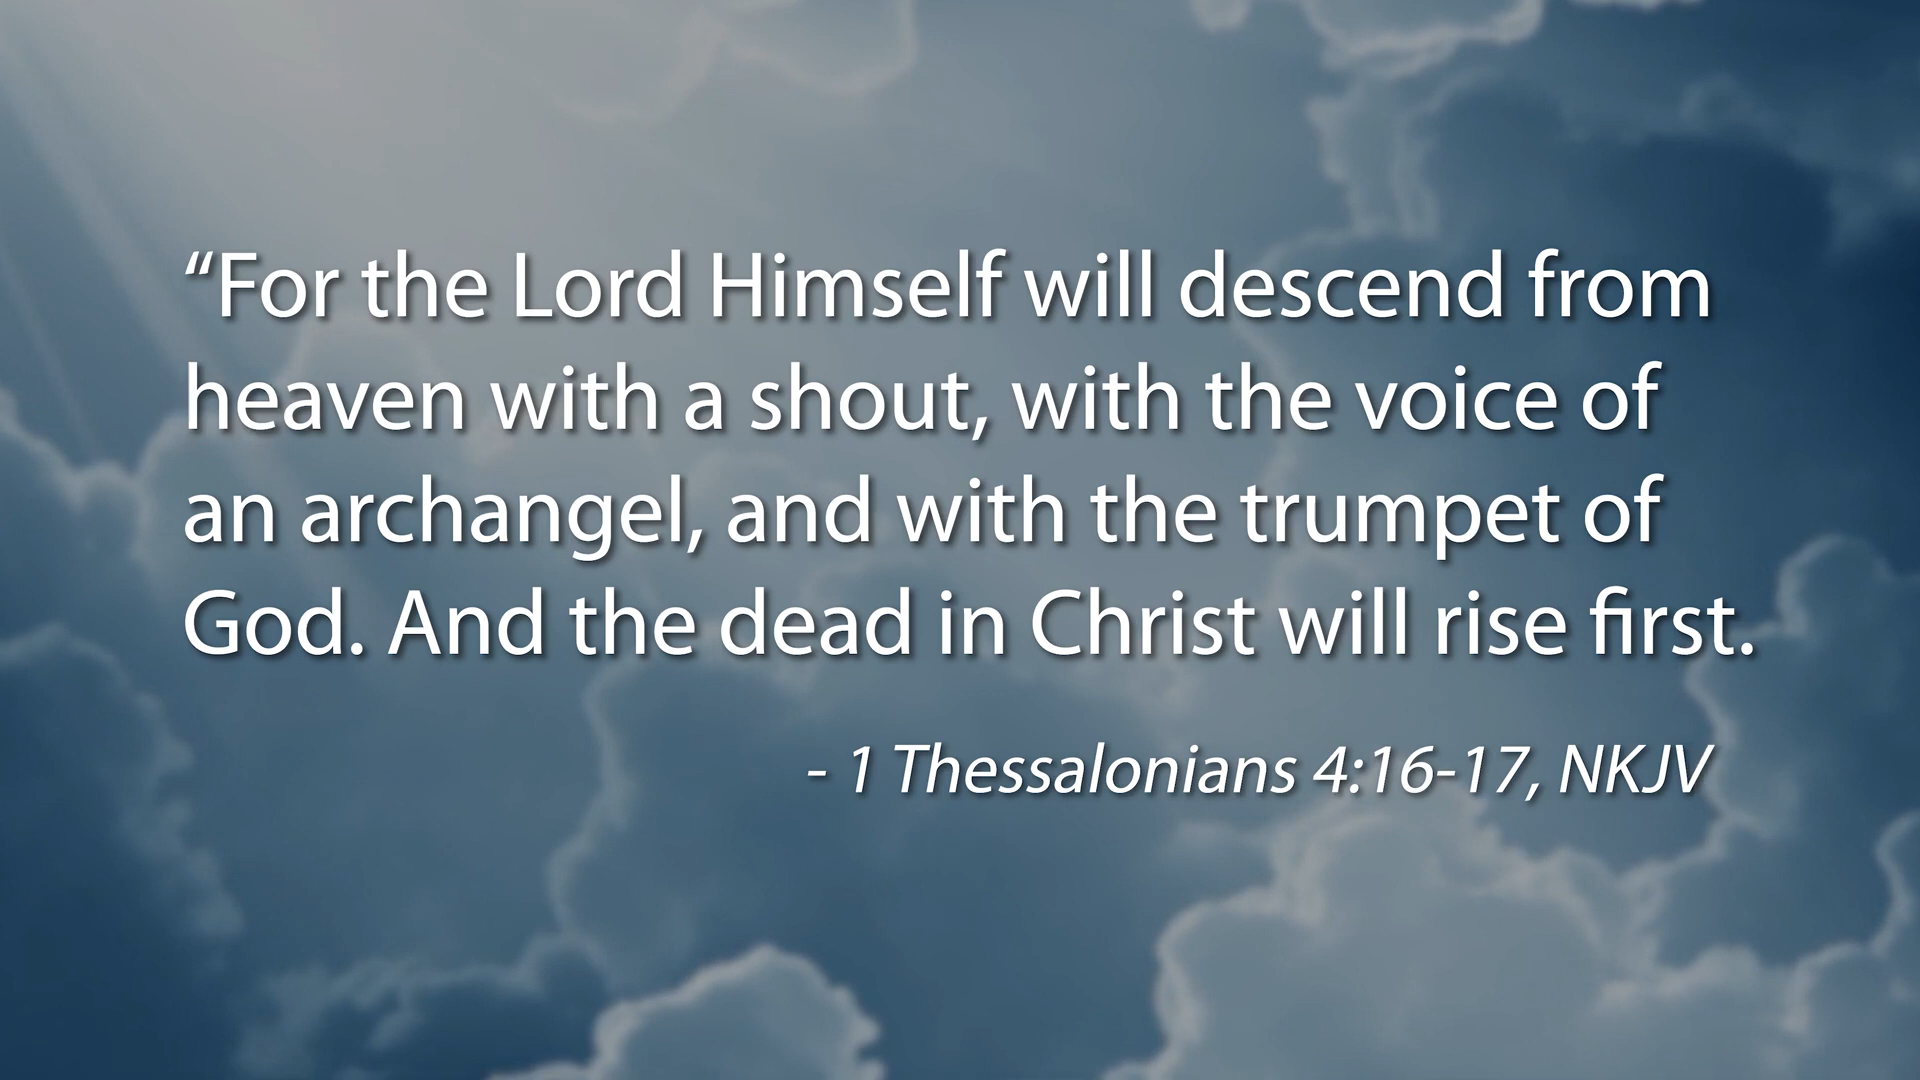 “For the Lord Himself will descend from
heaven with a shout, with the voice of
an archangel, and with the trumpet of
God. And the dead in Christ will rise first.
- 1 Thessalonians 4:16-17, NKJV